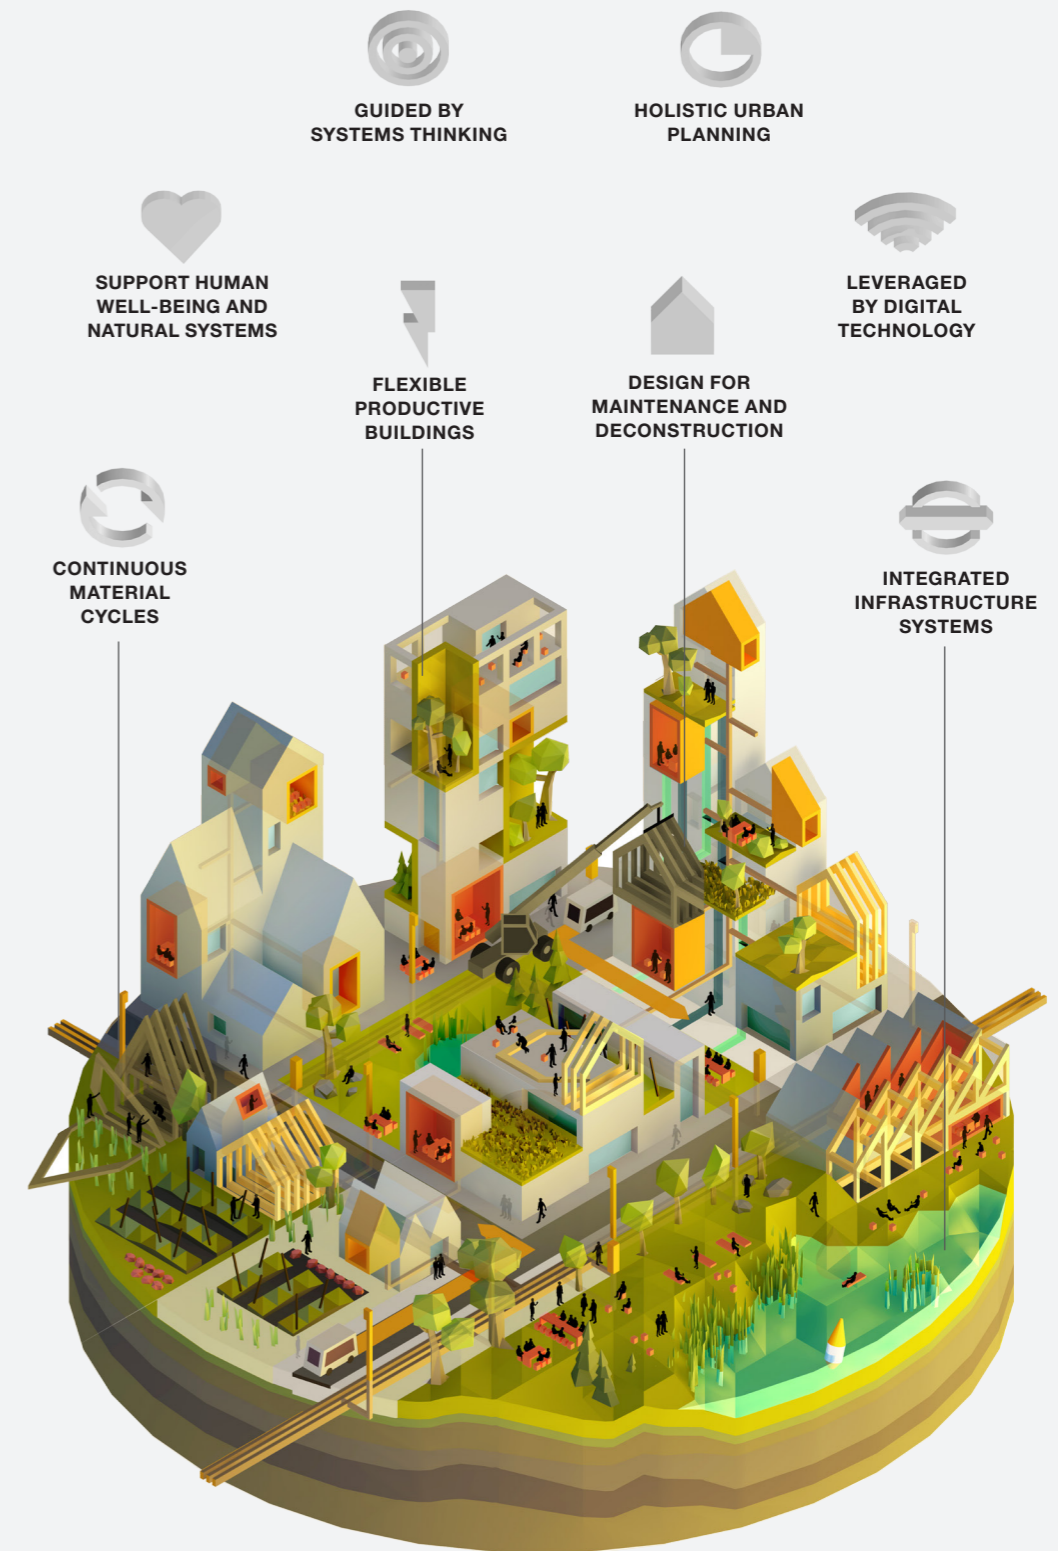 GUIDED BY
SYSTEMS THINKING
HOLISTIC URBAN
PLANNING
SUPPORT HUMAN
WELL-BEING AND
NATURAL SYSTEMS
LEVERAGED
BY DIGITAL
TECHNOLOGY
FLEXIBLE
PRODUCTIVE
BUILDINGS
DESIGN FOR
MAINTENANCE AND
DECONSTRUCTION
CONTINUOUS
MATERIAL
CYCLES
INTEGRATED
INFRASTRUCTURE
SYSTEMS